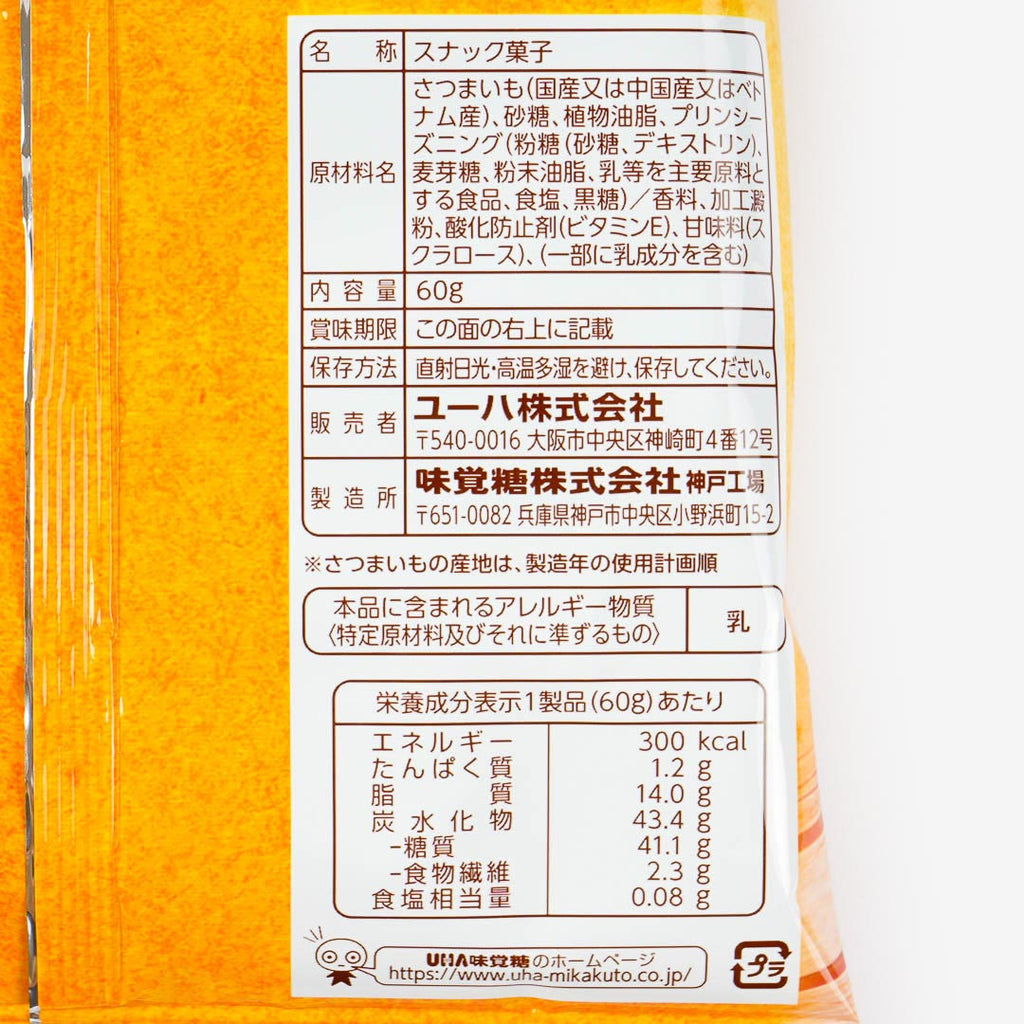 名称 スナック菓子
原材料名
さつまいも(国産又は中国産又はベト
ナム産)、砂糖、植物油脂、プリンシー
ズニング(粉糖(砂糖、デキストリン)、
麦芽糖、粉末油脂、乳等を主要原料と
する食品、食塩、黒糖)／香料、加工澱
粉、酸化防止剤(ビタミンE)、甘味料(ス
クラロース)、(一部に乳成分を含む)
内容量 60g
賞味期限 この面の右上に記載
保存方法 直射日光・高温多湿を避け、保存してください。
販売者 ユーハ株式会社
〒540-0016 大阪市中央区神崎町4番12号
製造所 味覚糖株式会社 神戸工場
〒651-0082 兵庫県神戸市中央区小野浜町15-2
※さつまいもの産地は、製造年の使用計画順
本品に含まれるアレルギー物質
〈特定原材料及びそれに準ずるもの〉
乳
栄養成分表示1製品(60g)あたり
エネルギー 300 kcal
たんぱく質 1.2 g
脂質 14.0 g
炭水化物 43.4 g
-糖質 41.1 g
-食物繊維 2.3 g
食塩相当量 0.08 g
UHA味覚糖のホームページ
https://www.uha-mikakuto.co.jp/
プラ